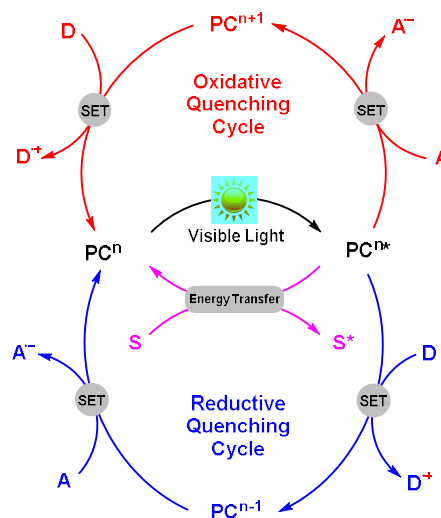 PCⁿ⁺¹
D
A·⁻
Oxidative
Quenching
Cycle
SET
SET
D·⁺
A
Visible Light
PCⁿ
PCⁿ*
Energy Transfer
S
S*
A·⁻
D
SET
SET
Reductive
Quenching
Cycle
A
D·⁺
PCⁿ⁻¹